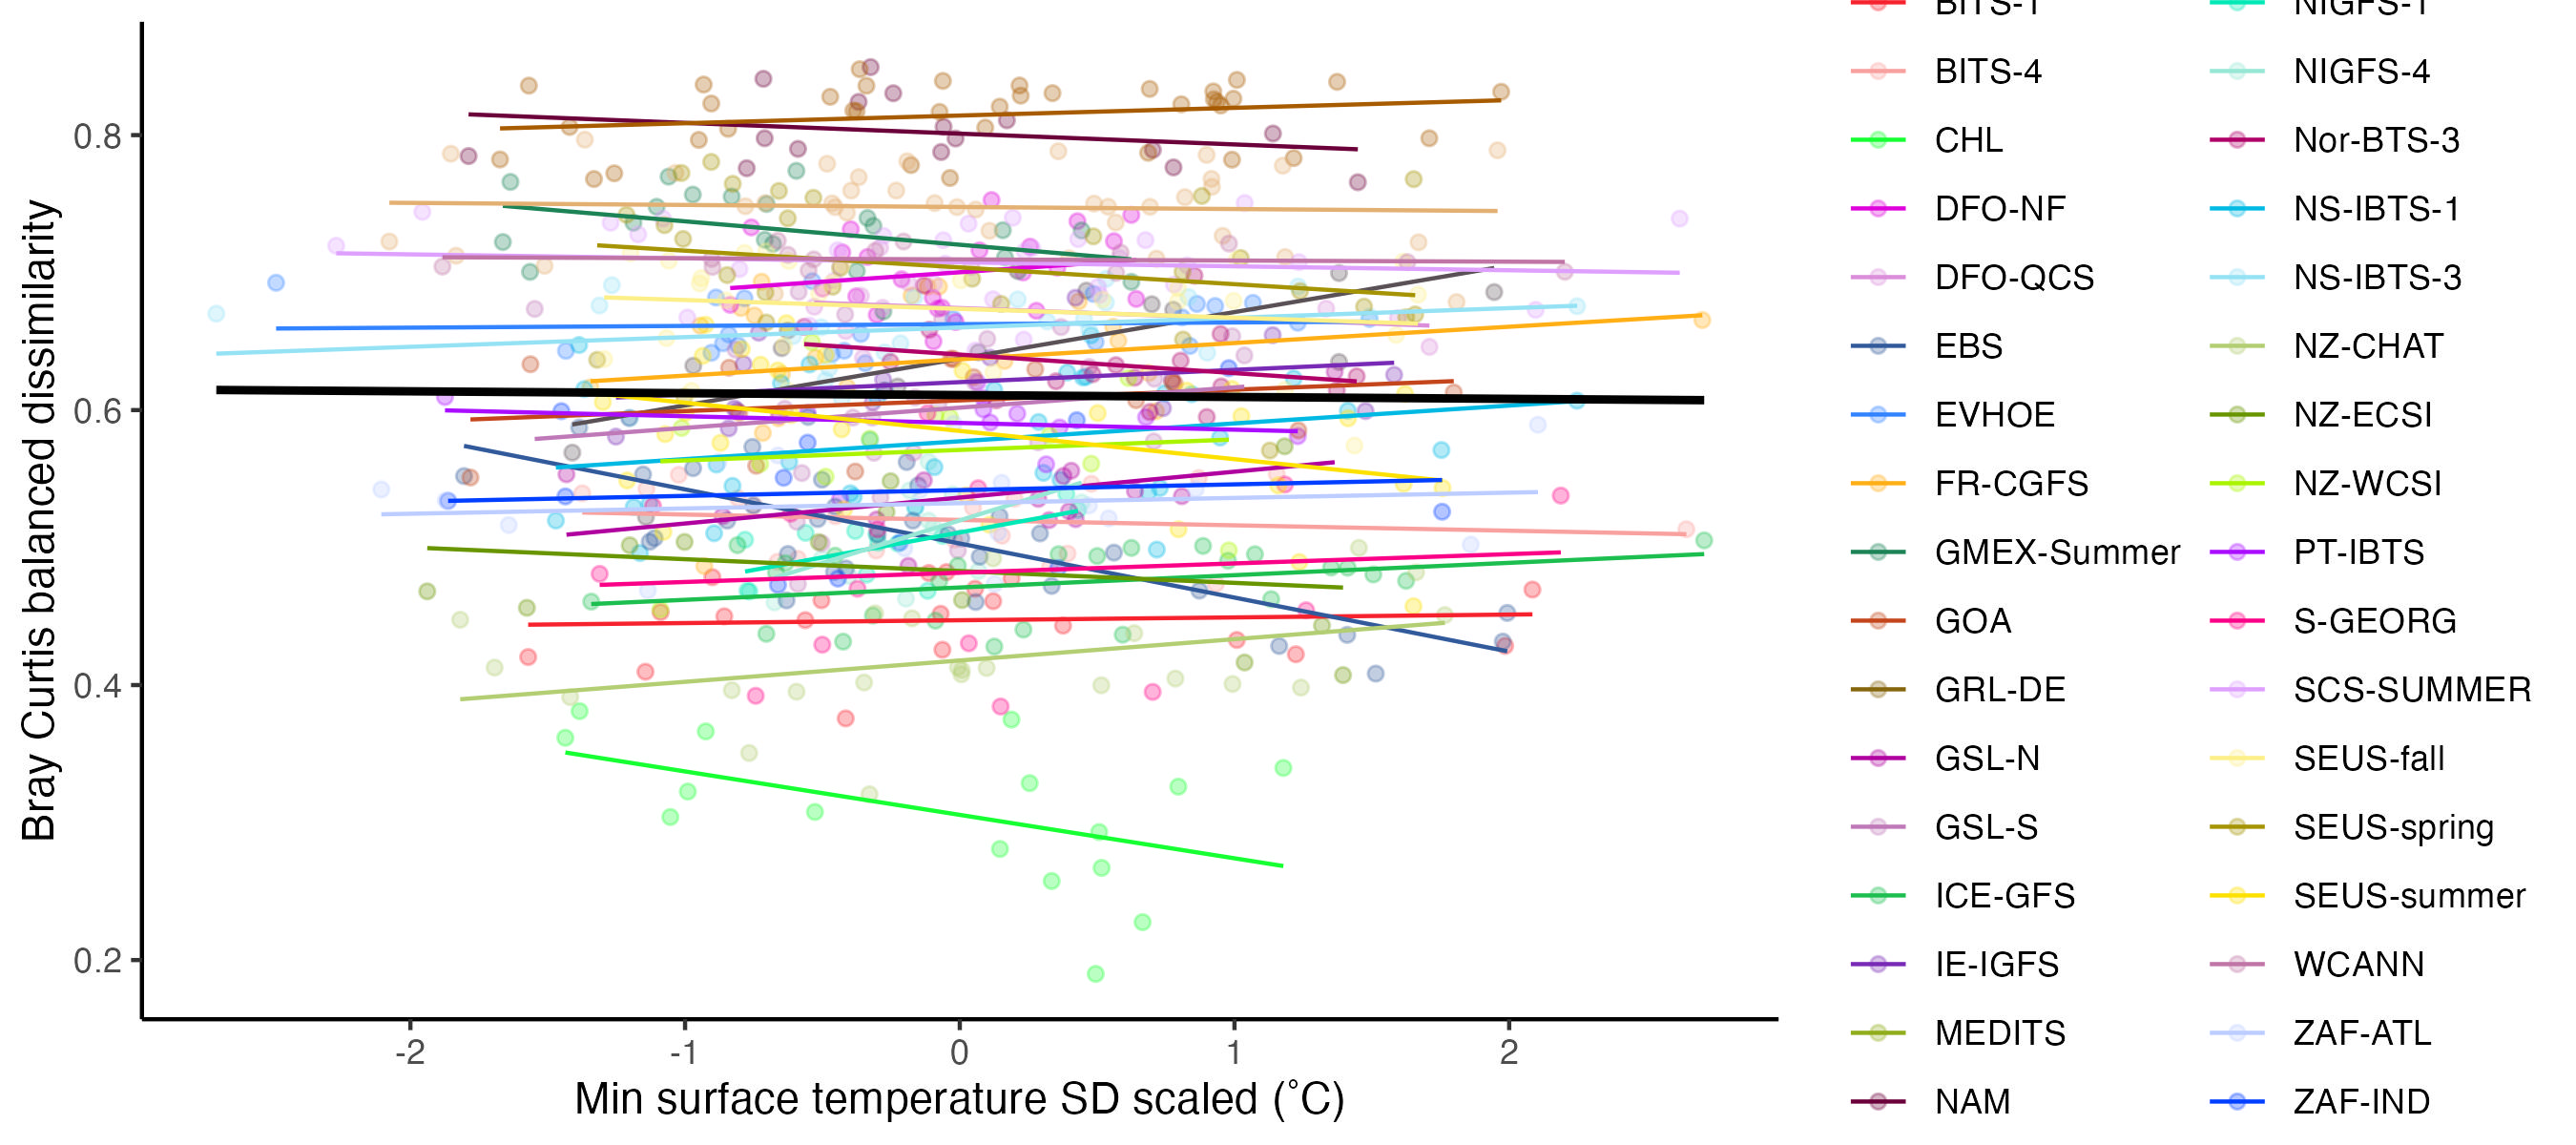 BITS-1 NIGFS-1
BITS-4 NIGFS-4
CHL Nor-BTS-3
DFO-NF NS-IBTS-1
DFO-QCS NS-IBTS-3
EBS NZ-CHAT
EVHOE NZ-ECSI
FR-CGFS NZ-WCSI
GMEX-Summer PT-IBTS
GOA S-GEORG
GRL-DE SCS-SUMMER
GSL-N SEUS-fall
GSL-S SEUS-spring
ICE-GFS SEUS-summer
IE-IGFS WCANN
MEDITS ZAF-ATL
NAM ZAF-IND
Bray Curtis balanced dissimilarity
0.8
0.6
0.4
0.2
-2 -1 0 1 2
Min surface temperature SD scaled (˚C)